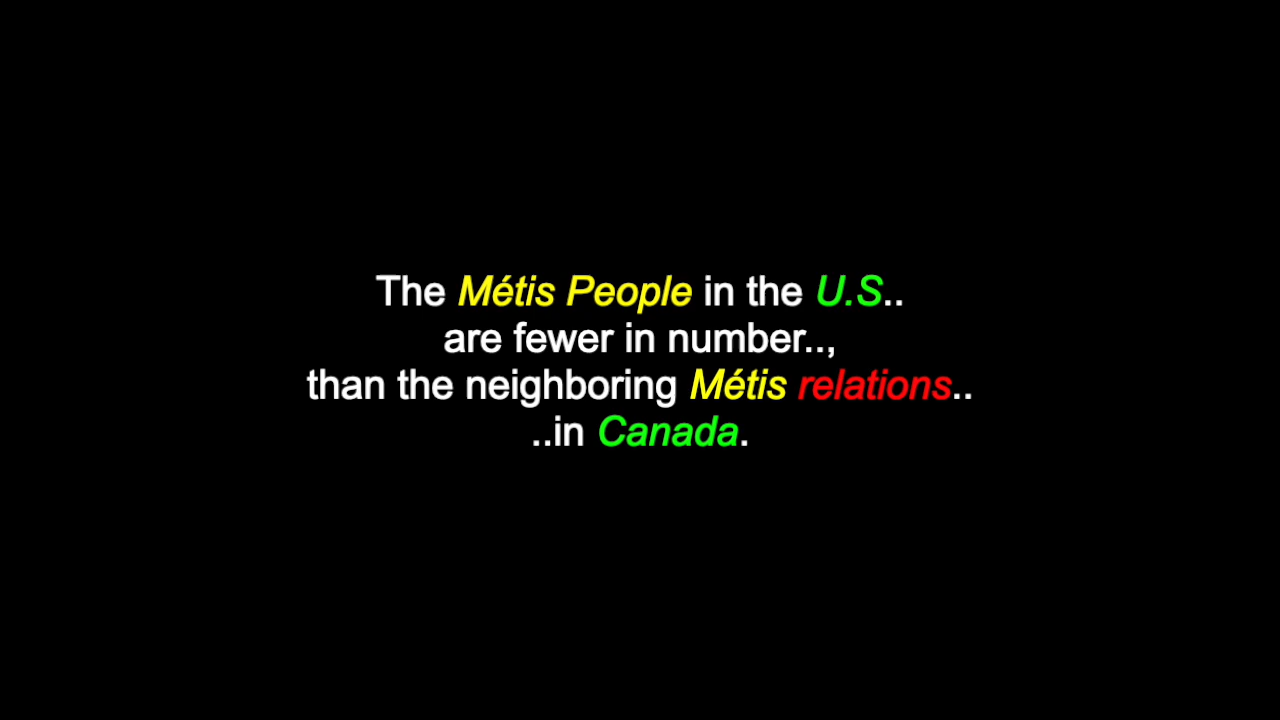 The Métis People in the U.S..
are fewer in number..,
than the neighboring Métis relations..
..in Canada.